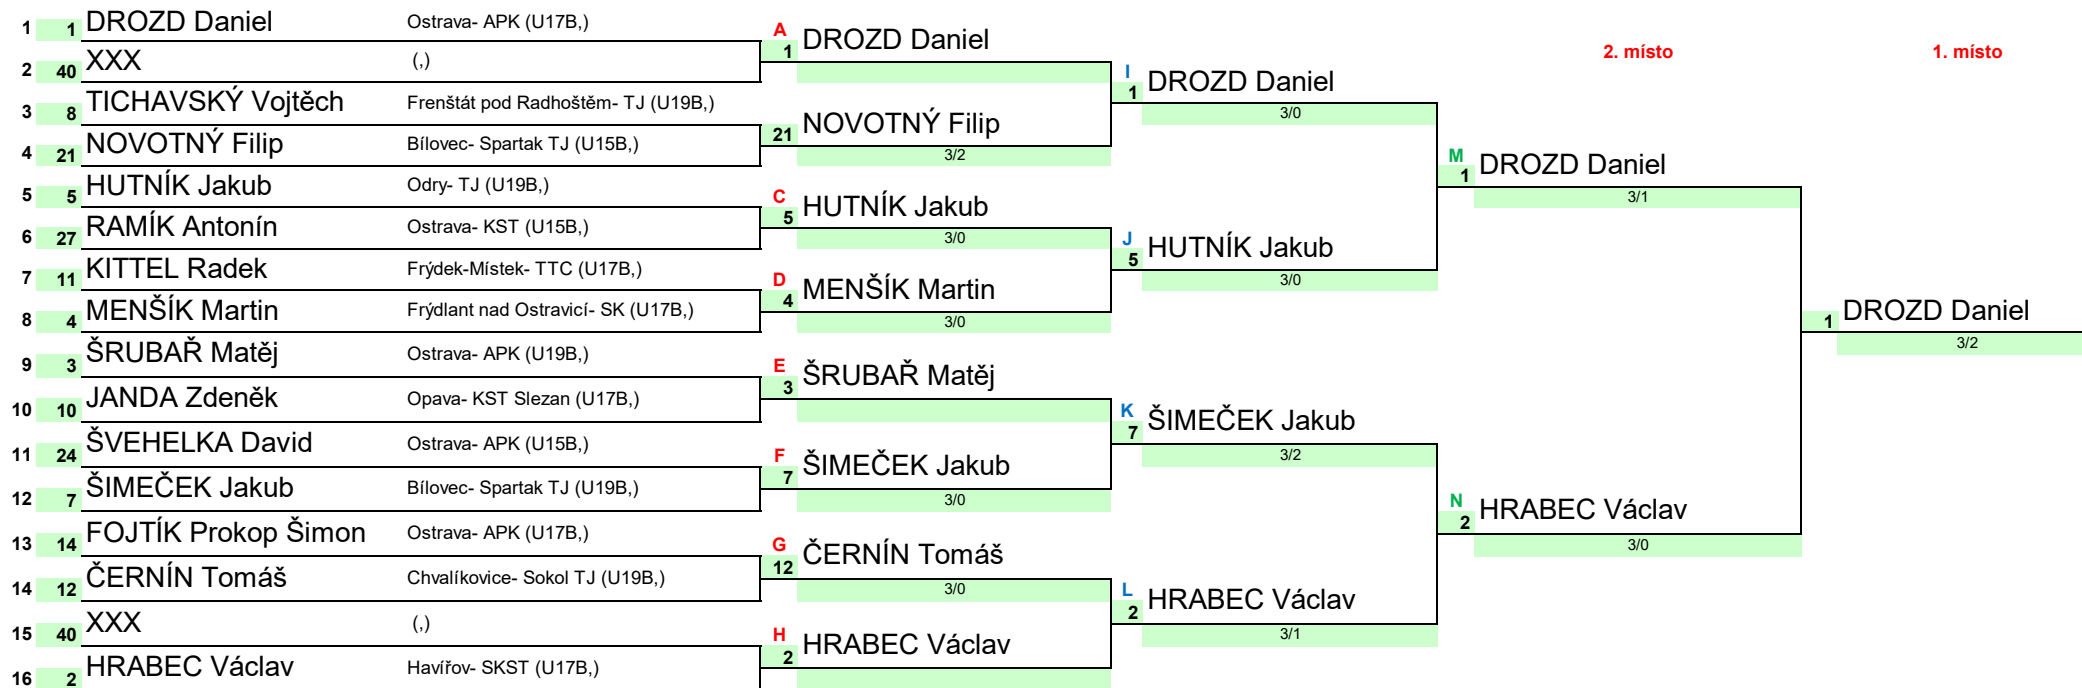 1 1 DROZD Daniel Ostrava- APK (U17B,)
2 40 XXX (,)
3 8 TICHAVSKÝ Vojtěch Frenštát pod Radhoštěm- TJ (U19B,)
4 21 NOVOTNÝ Filip Bílovec- Spartak TJ (U15B,)
5 5 HUTNÍK Jakub Odry- TJ (U19B,)
6 27 RAMÍK Antonín Ostrava- KST (U15B,)
7 11 KITTEL Radek Frýdek-Místek- TTC (U17B,)
8 4 MENŠÍK Martin Frýdlant nad Ostravicí- SK (U17B,)
9 3 ŠRUBAŘ Matěj Ostrava- APK (U19B,)
10 10 JANDA Zdeněk Opava- KST Slezan (U17B,)
11 24 ŠVEHELKA David Ostrava- APK (U15B,)
12 7 ŠIMEČEK Jakub Bílovec- Spartak TJ (U19B,)
13 14 FOJTÍK Prokop Šimon Ostrava- APK (U17B,)
14 12 ČERNÍN Tomáš Chvalíkovice- Sokol TJ (U19B,)
15 40 XXX (,)
16 2 HRABEC Václav Havířov- SKST (U17B,)
A
1 DROZD Daniel
21 NOVOTNÝ Filip
3/2
C
5 HUTNÍK Jakub
3/0
D
4 MENŠÍK Martin
3/0
E
3 ŠRUBAŘ Matěj
F
7 ŠIMEČEK Jakub
3/0
G
12 ČERNÍN Tomáš
3/0
H
2 HRABEC Václav
I
1 DROZD Daniel
3/0
J
5 HUTNÍK Jakub
3/0
K
7 ŠIMEČEK Jakub
3/2
L
2 HRABEC Václav
3/1
2. místo
M
1 DROZD Daniel
3/1
N
2 HRABEC Václav
3/0
1. místo
1 DROZD Daniel
3/2